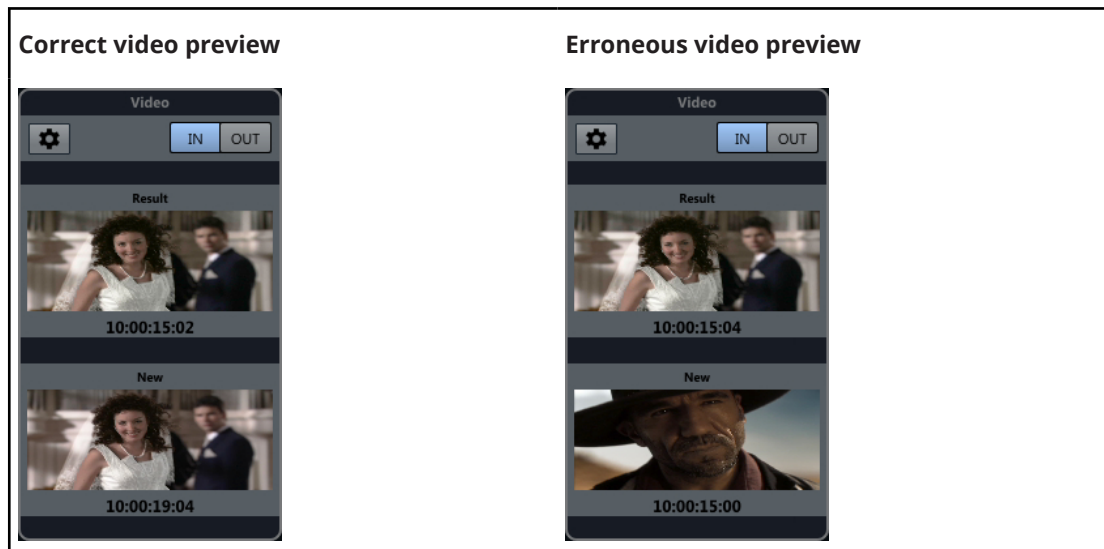 Correct video preview
Video
IN OUT
Result
10:00:15:02
New
10:00:19:04
Erroneous video preview
Video
IN OUT
Result
10:00:15:04
New
10:00:15:00